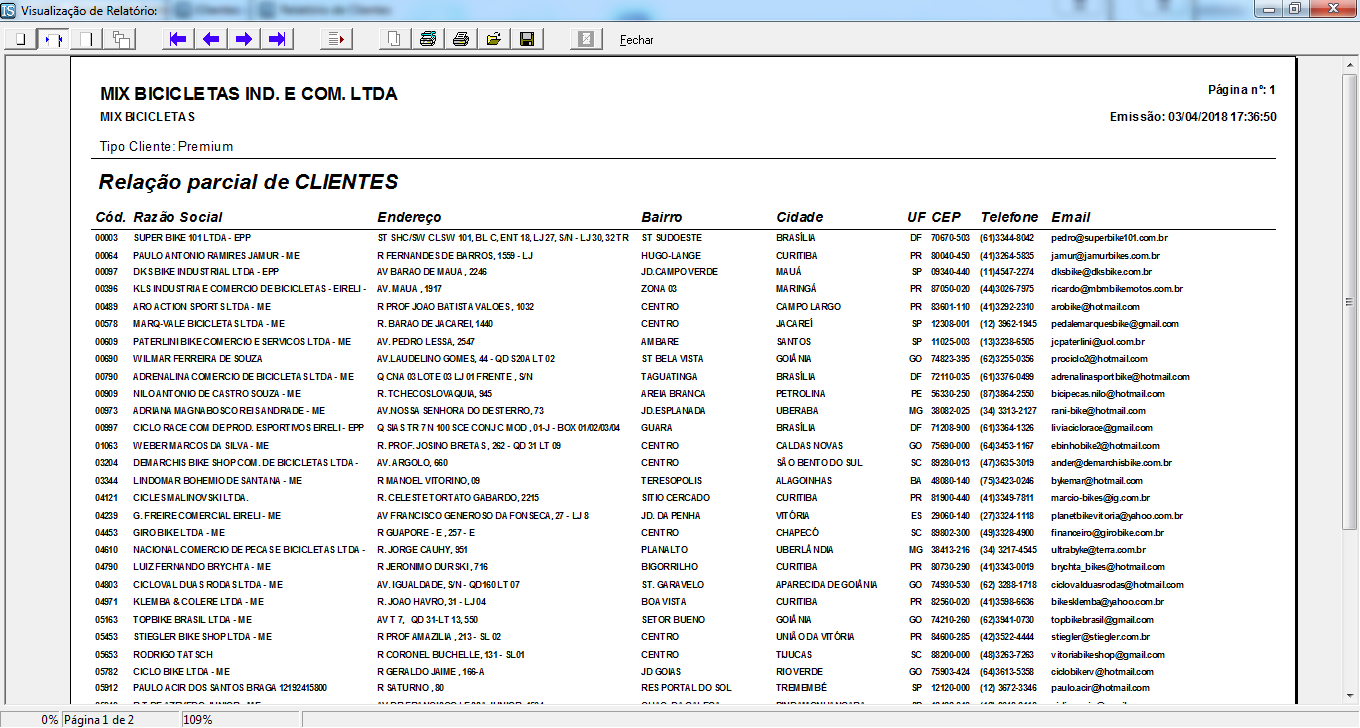 Visualização de Relatório:
Fechar
MIX BICICLETAS IND. E COM. LTDA
Página nº: 1
MIX BICICLETAS
Emissão: 03/04/2018 17:36:50
Tipo Cliente: Premium
Relação parcial de CLIENTES
Cód. Razão Social Endereço Bairro Cidade UF CEP Telefone Email
00003 SUPER BIKE 101 LTDA - EPP ST SHC/SW CLSW 101, BL C, ENT 18, LJ 27, S/N - LJ 30, 32 TR ST SUDOESTE BRASÍLIA DF 70670-503 (61)3344-8042 pedro@superbike101.com.br
00064 PAULO ANTONIO RAMIRES JAMUR - ME R FERNANDES DE BARROS, 1559 - LJ HUGO-LANGE CURITIBA PR 80040-450 (41)3264-5835 jamur@jamurbikes.com.br
00097 DKS BIKE INDUSTRIAL LTDA - EPP AV BARAO DE MAUA , 2246 JD.CAMPO VERDE MAUÁ SP 09340-440 (11)4547-2274 dksbike@dksbike.com.br
00396 KLS INDUSTRIA E COMERCIO DE BICICLETAS - EIRELI - AV. MAUA , 1917 ZONA 03 MARINGÁ PR 87050-020 (44)3026-7975 ricardo@mbmbikemotos.com.br
00489 ARO ACTION SPORTS LTDA - ME R PROF JOAO BATISTA VALOES , 1032 CENTRO CAMPO LARGO PR 83601-110 (41)3292-2310 arobike@hotmail.com
00578 MARQ-VALE BICICLETAS LTDA - ME R. BARAO DE JACAREI, 1440 CENTRO JACAREÍ SP 12308-001 (12) 3962-1945 pedalemarquesbike@gmail.com
00609 PATERLINI BIKE COMERCIO E SERVICOS LTDA - ME AV. PEDRO LESSA, 2547 AMBARE SANTOS SP 11025-003 (13)3238-6505 jcpaterlini@uol.com.br
00690 WILMAR FERREIRA DE SOUZA AV.LAUDELINO GOMES, 44 - QD S20A LT 02 ST BELA VISTA GOIÂNIA GO 74823-395 (62)3255-0356 prociclo2@hotmail.com
00790 ADRENALINA COMERCIO DE BICICLETAS LTDA - ME Q CNA 03 LOTE 03 LJ 01 FRENTE , S/N TAGUATINGA BRASÍLIA DF 72110-035 (61)3376-0499 adrenalinasportbike@hotmail.com
00909 NILO ANTONIO DE CASTRO SOUZA - ME R. TCHECOSLOVAQUIA, 945 AREIA BRANCA PETROLINA PE 56330-250 (87)3864-2550 bicipecas.nilo@hotmail.com
00973 ADRIANA MAGNABOSCO REIS ANDRADE - ME AV.NOSSA SENHORA DO DESTERRO, 73 JD.ESPLANADA UBERABA MG 38082-025 (34) 3313-2127 rani-bike@hotmail.com
00997 CICLO RACE COM DE PROD. ESPORTIVOS EIRELI - EPP Q SIAS TR 7 N 100 SCE CONJ C MOD , 01-J - BOX 01/02/03/04 GUARA BRASÍLIA DF 71208-900 (61)3364-1326 liviaciclorace@gmail.com
01063 WEBER MARCOS DA SILVA - ME R. PROF. JOSINO BRETAS , 262 - QD 31 LT 09 CENTRO CALDAS NOVAS GO 75690-000 (64)3453-1167 ebinhobike2@hotmail.com
03204 DEMARCHIS BIKE SHOP COM. DE BICICLETAS LTDA - AV. ARGOLO, 660 CENTRO SÃO BENTO DO SUL SC 89280-013 (47)3635-3019 ander@demarchisbike.com.br
03344 LINDOMAR BOHEMIO DE SANTANA - ME R MANOEL VITORINO, 09 TERESOPOLIS ALAGOINHAS BA 48080-140 (75)3423-0246 bykemar@hotmail.com
04121 CICLES MALINOVSKI LTDA. R. CELESTE TORTATO GABARDO, 2215 SITIO CERCADO CURITIBA PR 81900-440 (41)3349-7811 marcio-bikes@ig.com.br
04239 G. FREIRE COMERCIAL EIRELI - ME AV FRANCISCO GENEROSO DA FONSECA, 27 - LJ 8 JD. DA PENHA VITÓRIA ES 29060-140 (27)3324-1118 planetbikevitoria@yahoo.com.br
04453 GIRO BIKE LTDA - ME R GUAPORE - E , 257 - E CENTRO CHAPECÓ SC 89802-300 (49)3328-4900 financeiro@girobike.com.br
04610 NACIONAL COMERCIO DE PECAS E BICICLETAS LTDA - R. JORGE CAUHY, 951 PLANALTO UBERLÂNDIA MG 38413-216 (34) 3217-4545 ultrabyke@terra.com.br
04790 LUIZ FERNANDO BRYCHTA - ME R JERONIMO DURSKI , 716 BIGORRILHO CURITIBA PR 80730-290 (41)3343-0019 brychta_bikes@hotmail.com
04803 CICLOVAL DUAS RODAS LTDA - ME AV. IGUALDADE, S/N - QD160 LT 07 ST. GARAVELO APARECIDA DE GOIÂNIA GO 74930-530 (62) 3288-1718 ciclovalduasrodas@hotmail.com
04971 KLEMBA & COLERE LTDA - ME R. JOAO HAVRO, 31 - LJ 04 BOA VISTA CURITIBA PR 82560-020 (41)3598-6636 bikesklemba@yahoo.com.br
05163 TOPBIKE BRASIL LTDA - ME AV T 7, QD 31-LT 13, 550 SETOR BUENO GOIÂNIA GO 74210-260 (62)3941-0730 topbikebrasil@gmail.com
05453 STIEGLER BIKE SHOP LTDA - ME R PROF AMAZILIA , 213 - SL 02 CENTRO UNIÃO DA VITÓRIA PR 84600-285 (42)3522-4444 stiegler@stiegler.com.br
05653 RODRIGO TATSCH R CORONEL BUCHELLE, 131 - SL01 CENTRO TIJUCAS SC 88200-000 (48)3263-7263 vitoriabikeshop@gmail.com
05782 CICLO BIKE LTDA - ME R GERALDO JAIME , 166-A JD GOIAS RIO VERDE GO 75903-424 (64)3613-5358 ciclobikerv@hotmail.com
05912 PAULO ACIR DOS SANTOS BRAGA 12192415800 R SATURNO , 80 RES PORTAL DO SOL TREMEMBÉ SP 12120-000 (12) 3672-3346 paulo.acir@hotmail.com
0% Página 1 de 2 109%